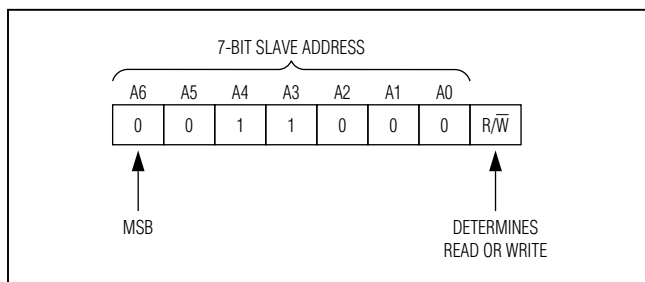 7-BIT SLAVE ADDRESS
A6 A5 A4 A3 A2 A1 A0
0 0 1 1 0 0 0 R/W̅
MSB
DETERMINES
READ OR WRITE